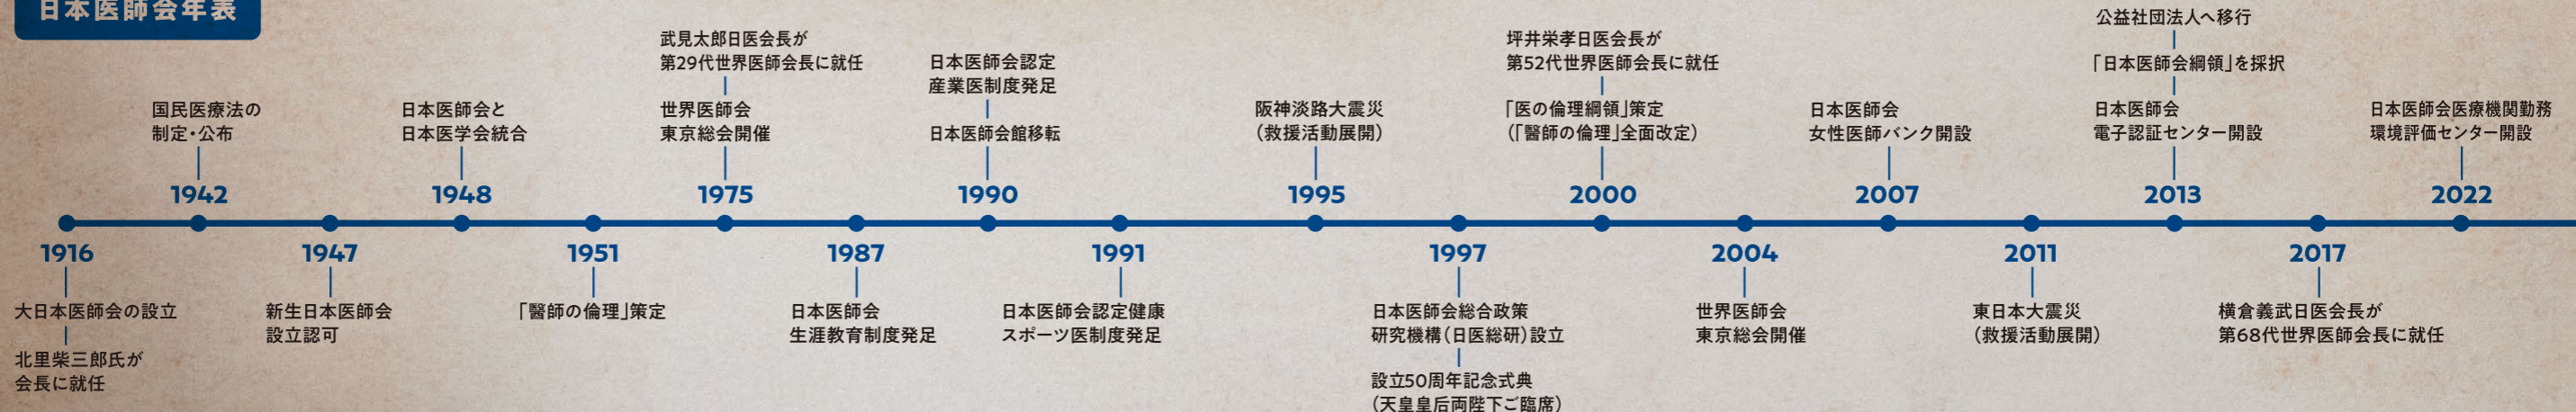 日本医師会年表
1916
大日本医師会の設立
北里柴三郎氏が
会長に就任
国民医療法の
制定・公布
1942
1947
新生日本医師会
設立認可
日本医師会と
日本医学会統合
1948
1951
「醫師の倫理」策定
武見太郎日医会長が
第29代世界医師会長に就任
世界医師会
東京総会開催
1975
1987
日本医師会
生涯教育制度発足
日本医師会認定
産業医制度発足
日本医師会館移転
1990
1991
日本医師会認定健康
スポーツ医制度発足
阪神淡路大震災
（救援活動展開）
1995
1997
日本医師会総合政策
研究機構（日医総研）設立
設立50周年記念式典
（天皇皇后両陛下ご臨席）
坪井栄孝日医会長が
第52代世界医師会長に就任
「医の倫理綱領」策定
（「醫師の倫理」全面改定）
2000
2004
世界医師会
東京総会開催
日本医師会
女性医師バンク開設
2007
2011
東日本大震災
（救援活動展開）
公益社団法人へ移行
「日本医師会綱領」を採択
日本医師会
電子認証センター開設
2013
2017
横倉義武日医会長が
第68代世界医師会長に就任
日本医師会医療機関勤務
環境評価センター開設
2022